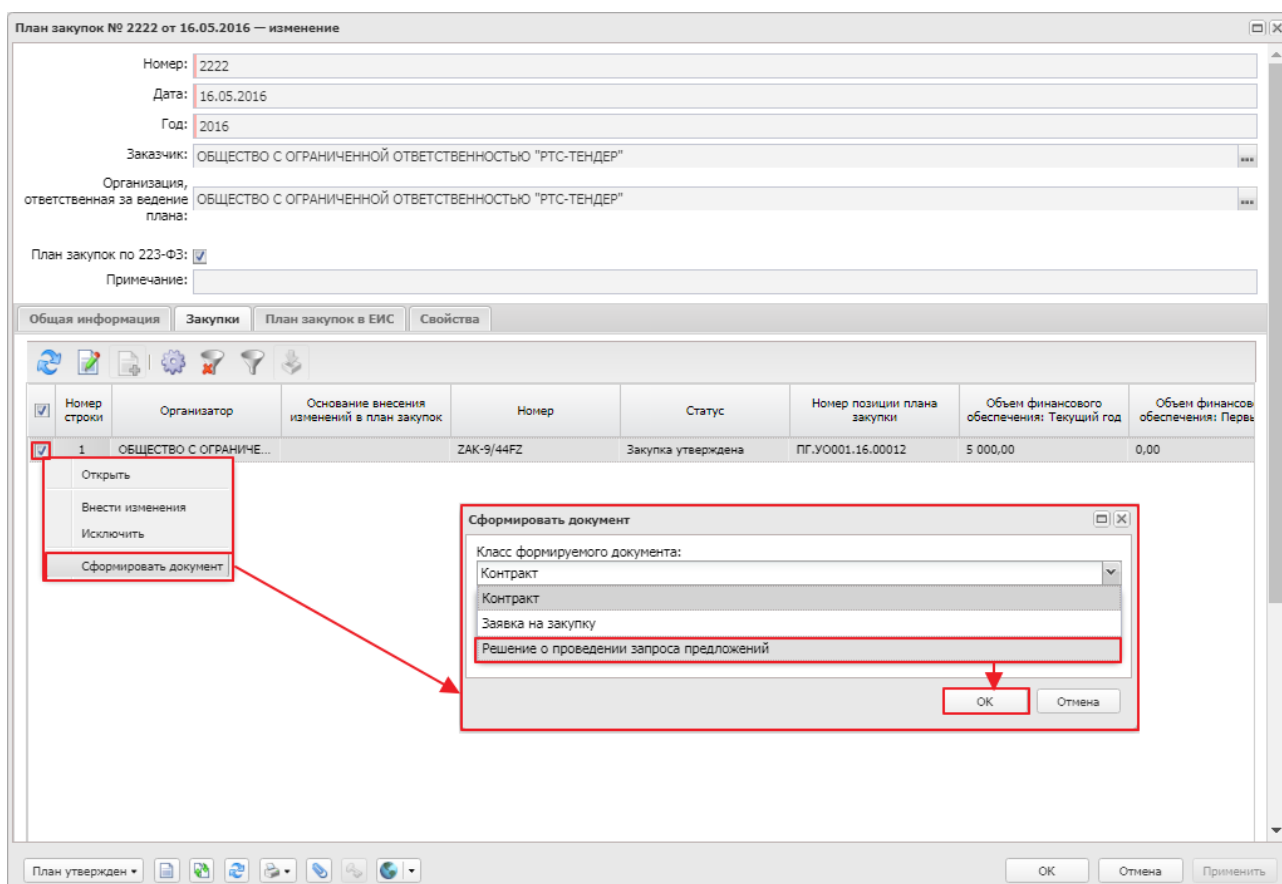 План закупок № 2222 от 16.05.2016 — изменение
Номер: 2222
Дата: 16.05.2016
Год: 2016
Заказчик: ОБЩЕСТВО С ОГРАНИЧЕННОЙ ОТВЕТСТВЕННОСТЬЮ "РТС-ТЕНДЕР"
Организация,
ответственная за ведение ОБЩЕСТВО С ОГРАНИЧЕННОЙ ОТВЕТСТВЕННОСТЬЮ "РТС-ТЕНДЕР"
плана:
План закупок по 223-ФЗ:
Примечание:
Общая информация Закупки План закупок в ЕИС Свойства
Номер Основание внесения Номер позиции плана Объем финансового Объем финансов
строки Организатор изменений в план закупок Номер Статус закупки обеспечения: Текущий год обеспечения: Первы
1 ОБЩЕСТВО С ОГРАНИЧЕ... ZAK-9/44FZ Закупка утверждена ПГ.УО001.16.00012 5 000,00 0,00
Открыть
Внести изменения
Исключить
Сформировать документ
Сформировать документ
Класс формируемого документа:
Контракт
Контракт
Заявка на закупку
Решение о проведении запроса предложений
ОК Отмена
План утвержден ОК Отмена Применить